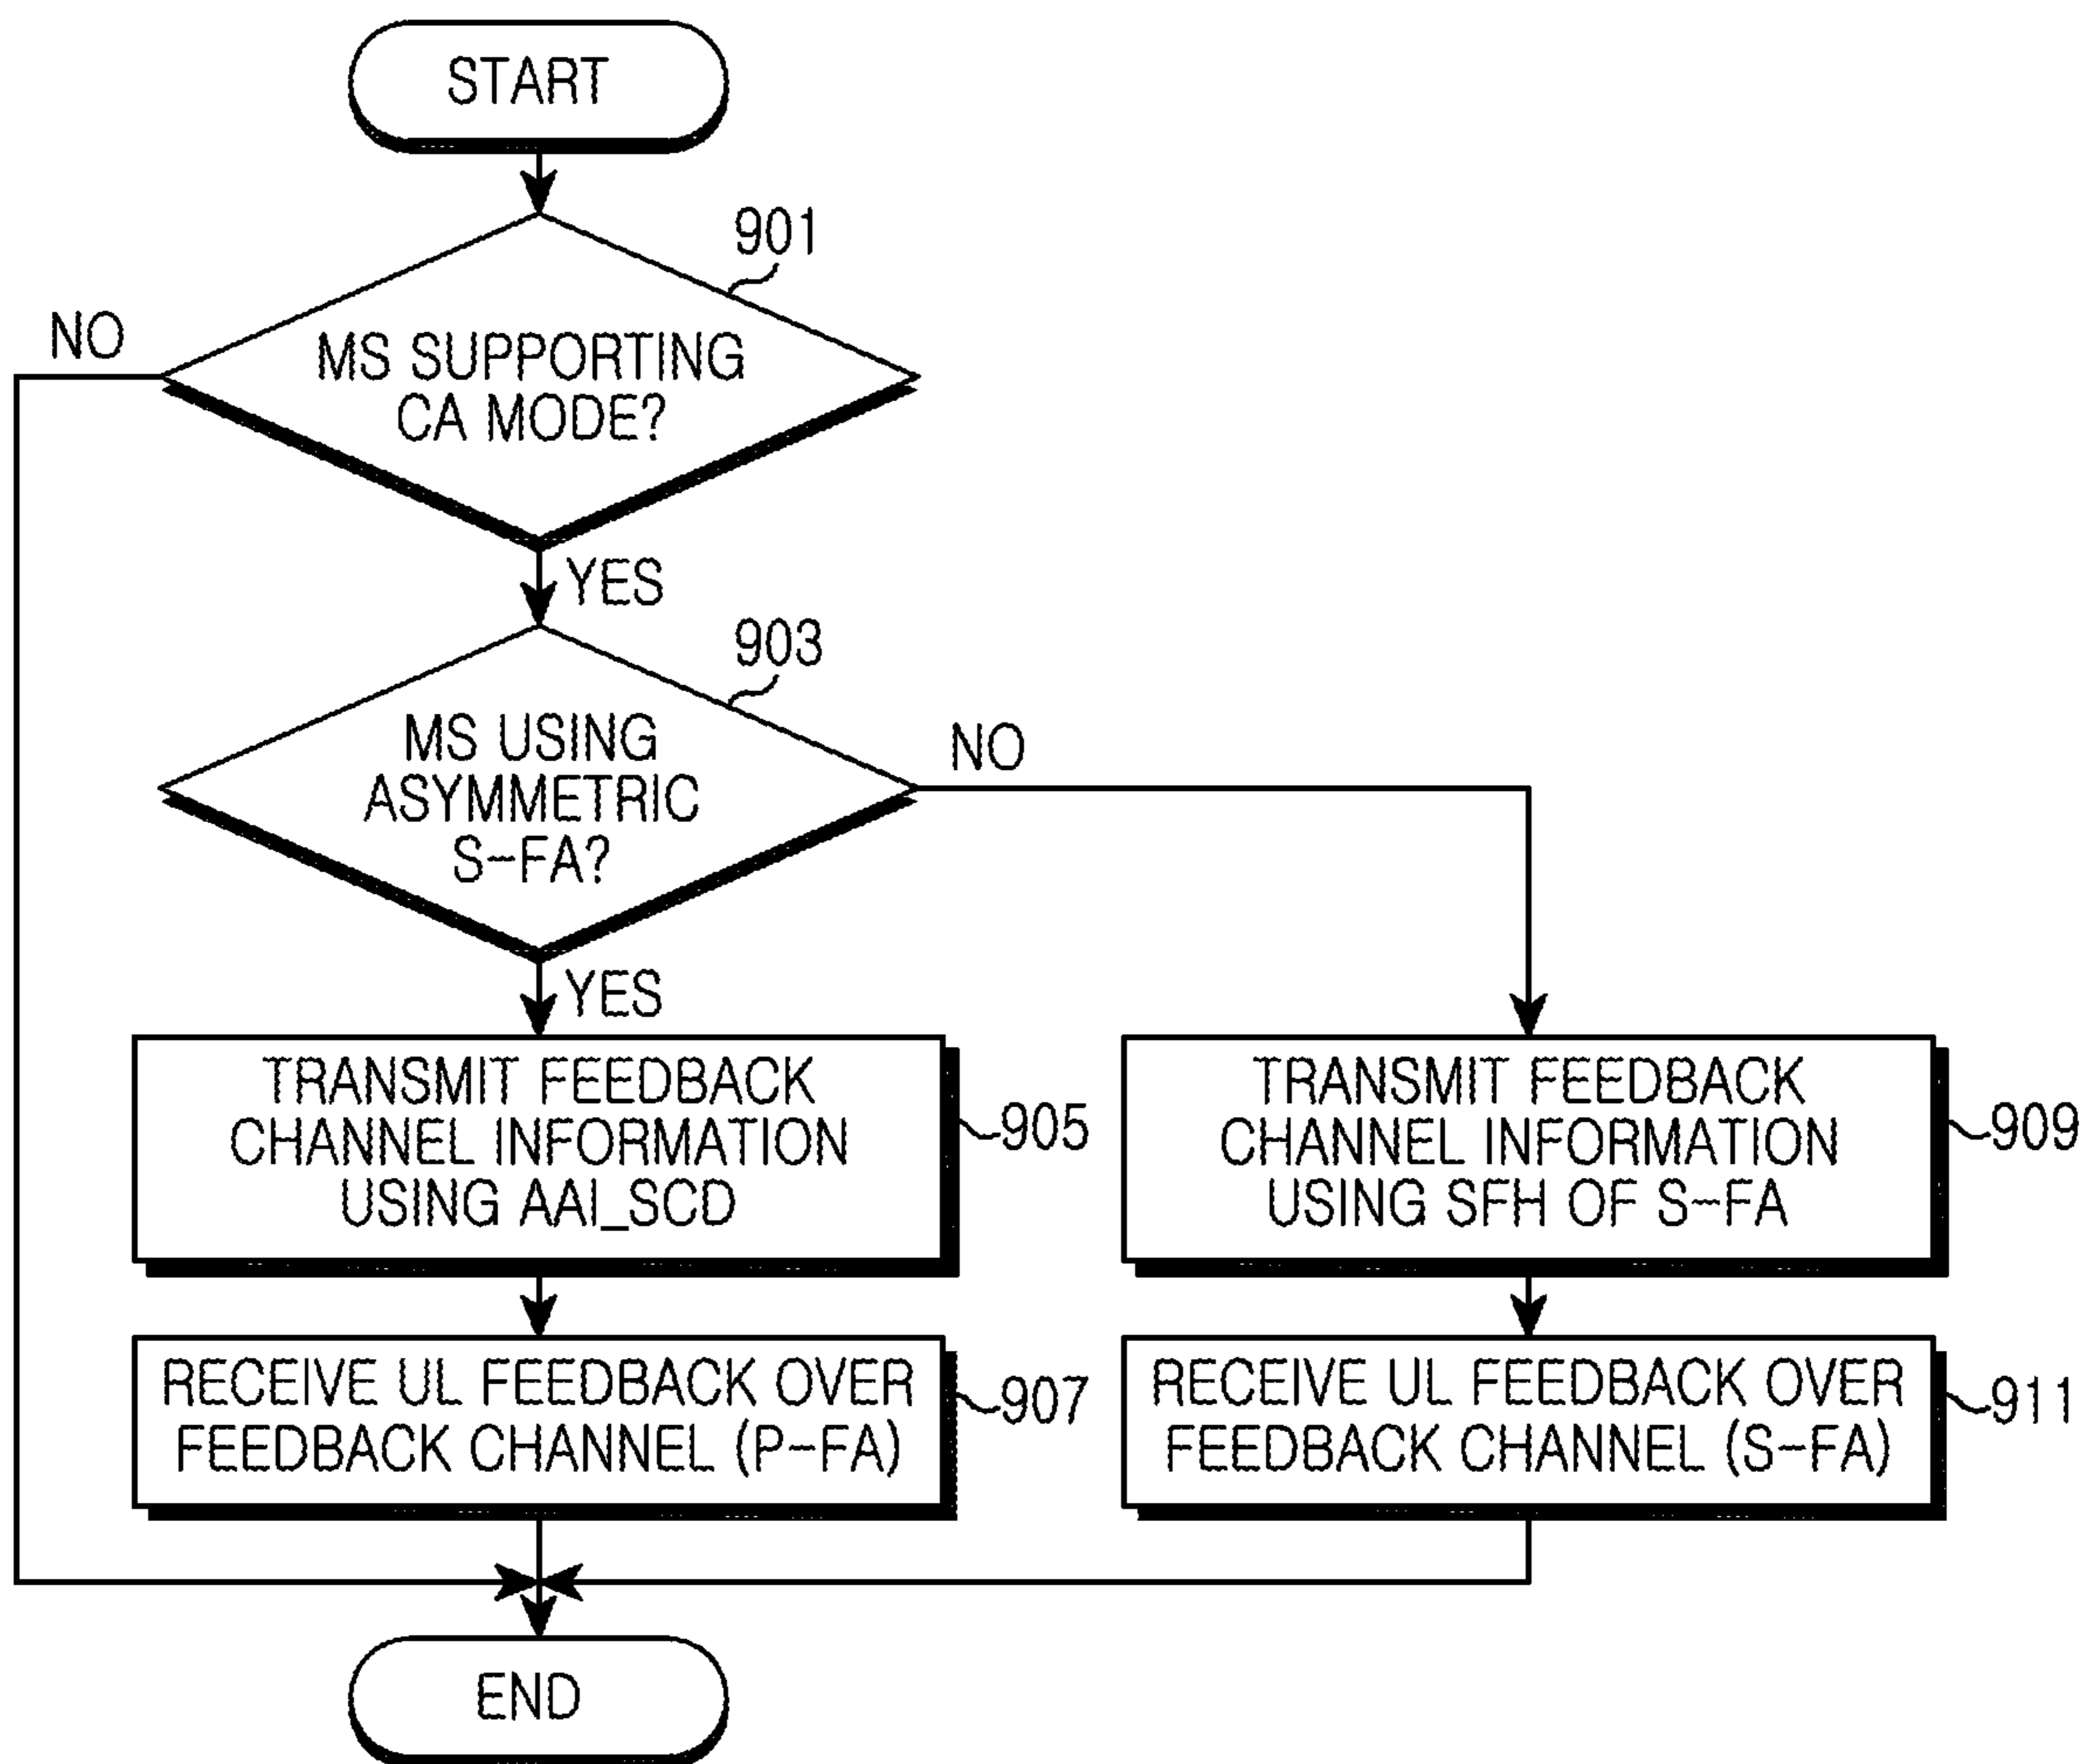 START
901
NO
MS SUPPORTING
CA MODE?
YES
903
MS USING
ASYMMETRIC
S-FA?
NO
YES
TRANSMIT FEEDBACK
CHANNEL INFORMATION
USING AAI_SCD
905
TRANSMIT FEEDBACK
CHANNEL INFORMATION
USING SFH OF S-FA
909
RECEIVE UL FEEDBACK OVER
FEEDBACK CHANNEL (P-FA)
907
RECEIVE UL FEEDBACK OVER
FEEDBACK CHANNEL (S-FA)
911
END